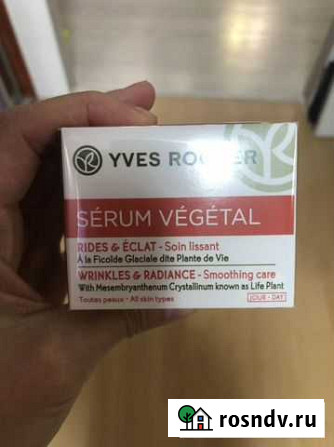 YVES ROCHER
SÉRUM VÉGÉTAL
RIDES & ÉCLAT - Soin lissant
À la Ficoïde Glaciale dite Plante de Vie
WRINKLES & RADIANCE - Smoothing care
With Mesembryanthenum Crystallinum known as Life Plant
Toutes peaux - All skin types
JOUR - DAY
rosndv.ru